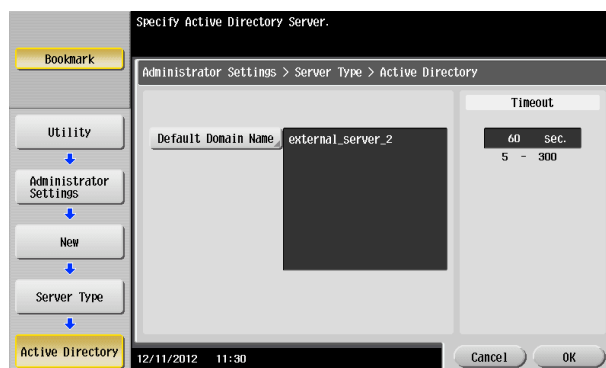 Specify Active Directory Server.
Bookmark
Administrator Settings > Server Type > Active Directory
Timeout
Utility
Default Domain Name
external_server_2
60 sec.
5 - 300
Administrator
Settings
New
Server Type
Active Directory
12/11/2012 11:30
Cancel
OK